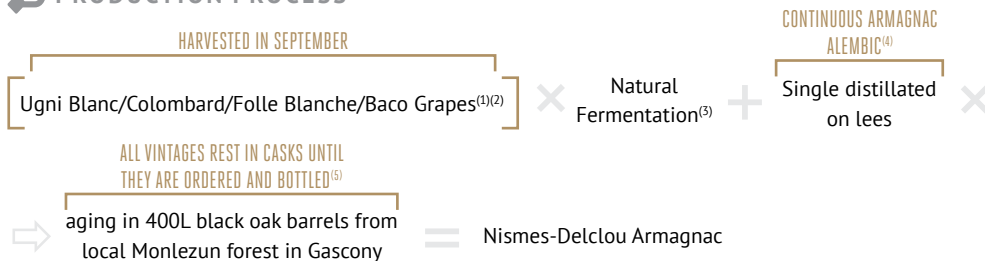 PRODUCTION PROCESS
HARVESTED IN SEPTEMBER
Ugni Blanc/Colombard/Folle Blanche/Baco Grapes(1)(2)
×
Natural
Fermentation(3)
+
CONTINUOUS ARMAGNAC
ALEMBIC(4)
Single distillated
on lees
×
ALL VINTAGES REST IN CASKS UNTIL
THEY ARE ORDERED AND BOTTLED(5)
aging in 400L black oak barrels from
local Monlezun forest in Gascony
=
Nismes-Delclou Armagnac